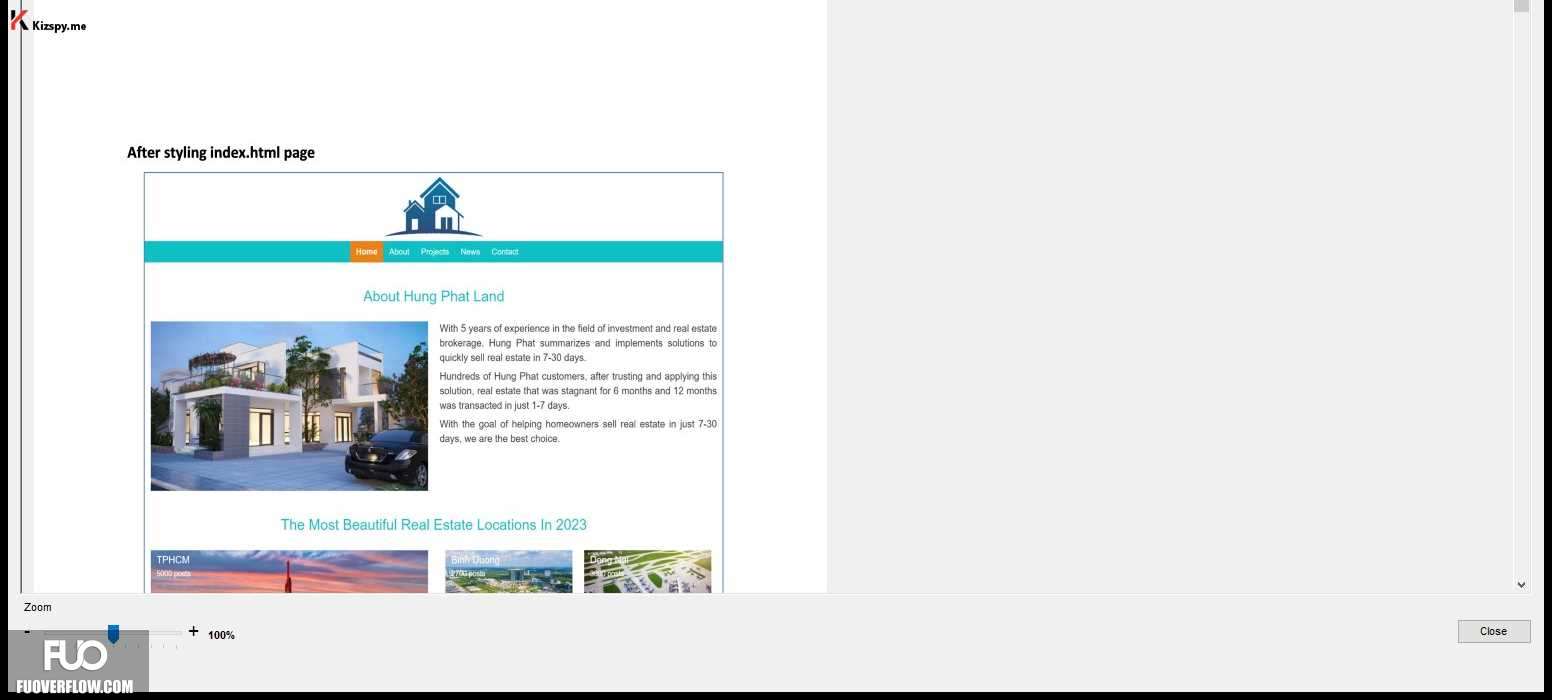 Kizspy.me
After styling index.html page
Home About Projects News Contact
About Hung Phat Land
With 5 years of experience in the field of investment and real estate
brokerage. Hung Phat summarizes and implements solutions to
quickly sell real estate in 7-30 days.
Hundreds of Hung Phat customers, after trusting and applying this
solution, real estate that was stagnant for 6 months and 12 months
was transacted in just 1-7 days.
With the goal of helping homeowners sell real estate in just 7-30
days, we are the best choice.
The Most Beautiful Real Estate Locations In 2023
TPHCM
5000 posts
Binh Duong
posts
Dong Nai
posts
Zoom
- + 100%
Close
FUO
FUOVERFLOW.COM